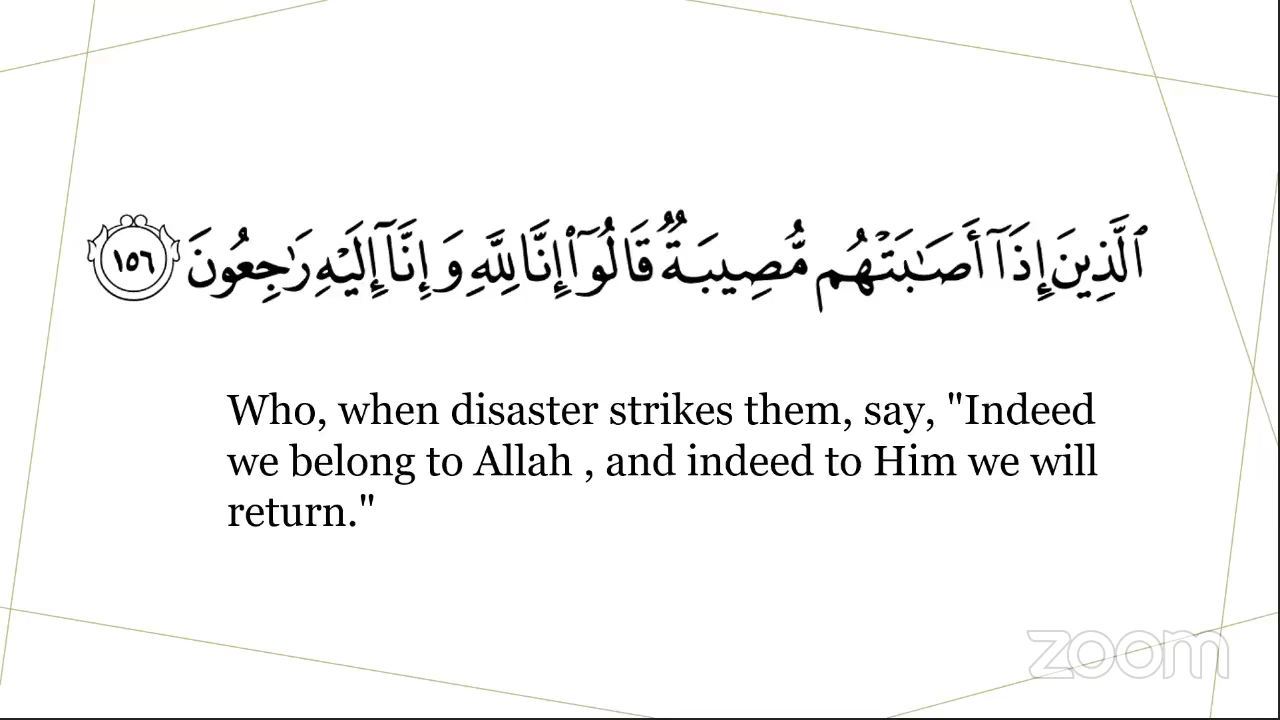 ٱلَّذِينَ إِذَآ أَصَـٰبَتْهُم مُّصِيبَةٌ قَالُوٓا۟ إِنَّا لِلَّهِ وَإِنَّآ إِلَيْهِ رَٰجِعُونَ ١٥٦
Who, when disaster strikes them, say, "Indeed
we belong to Allah , and indeed to Him we will
return."
zoom